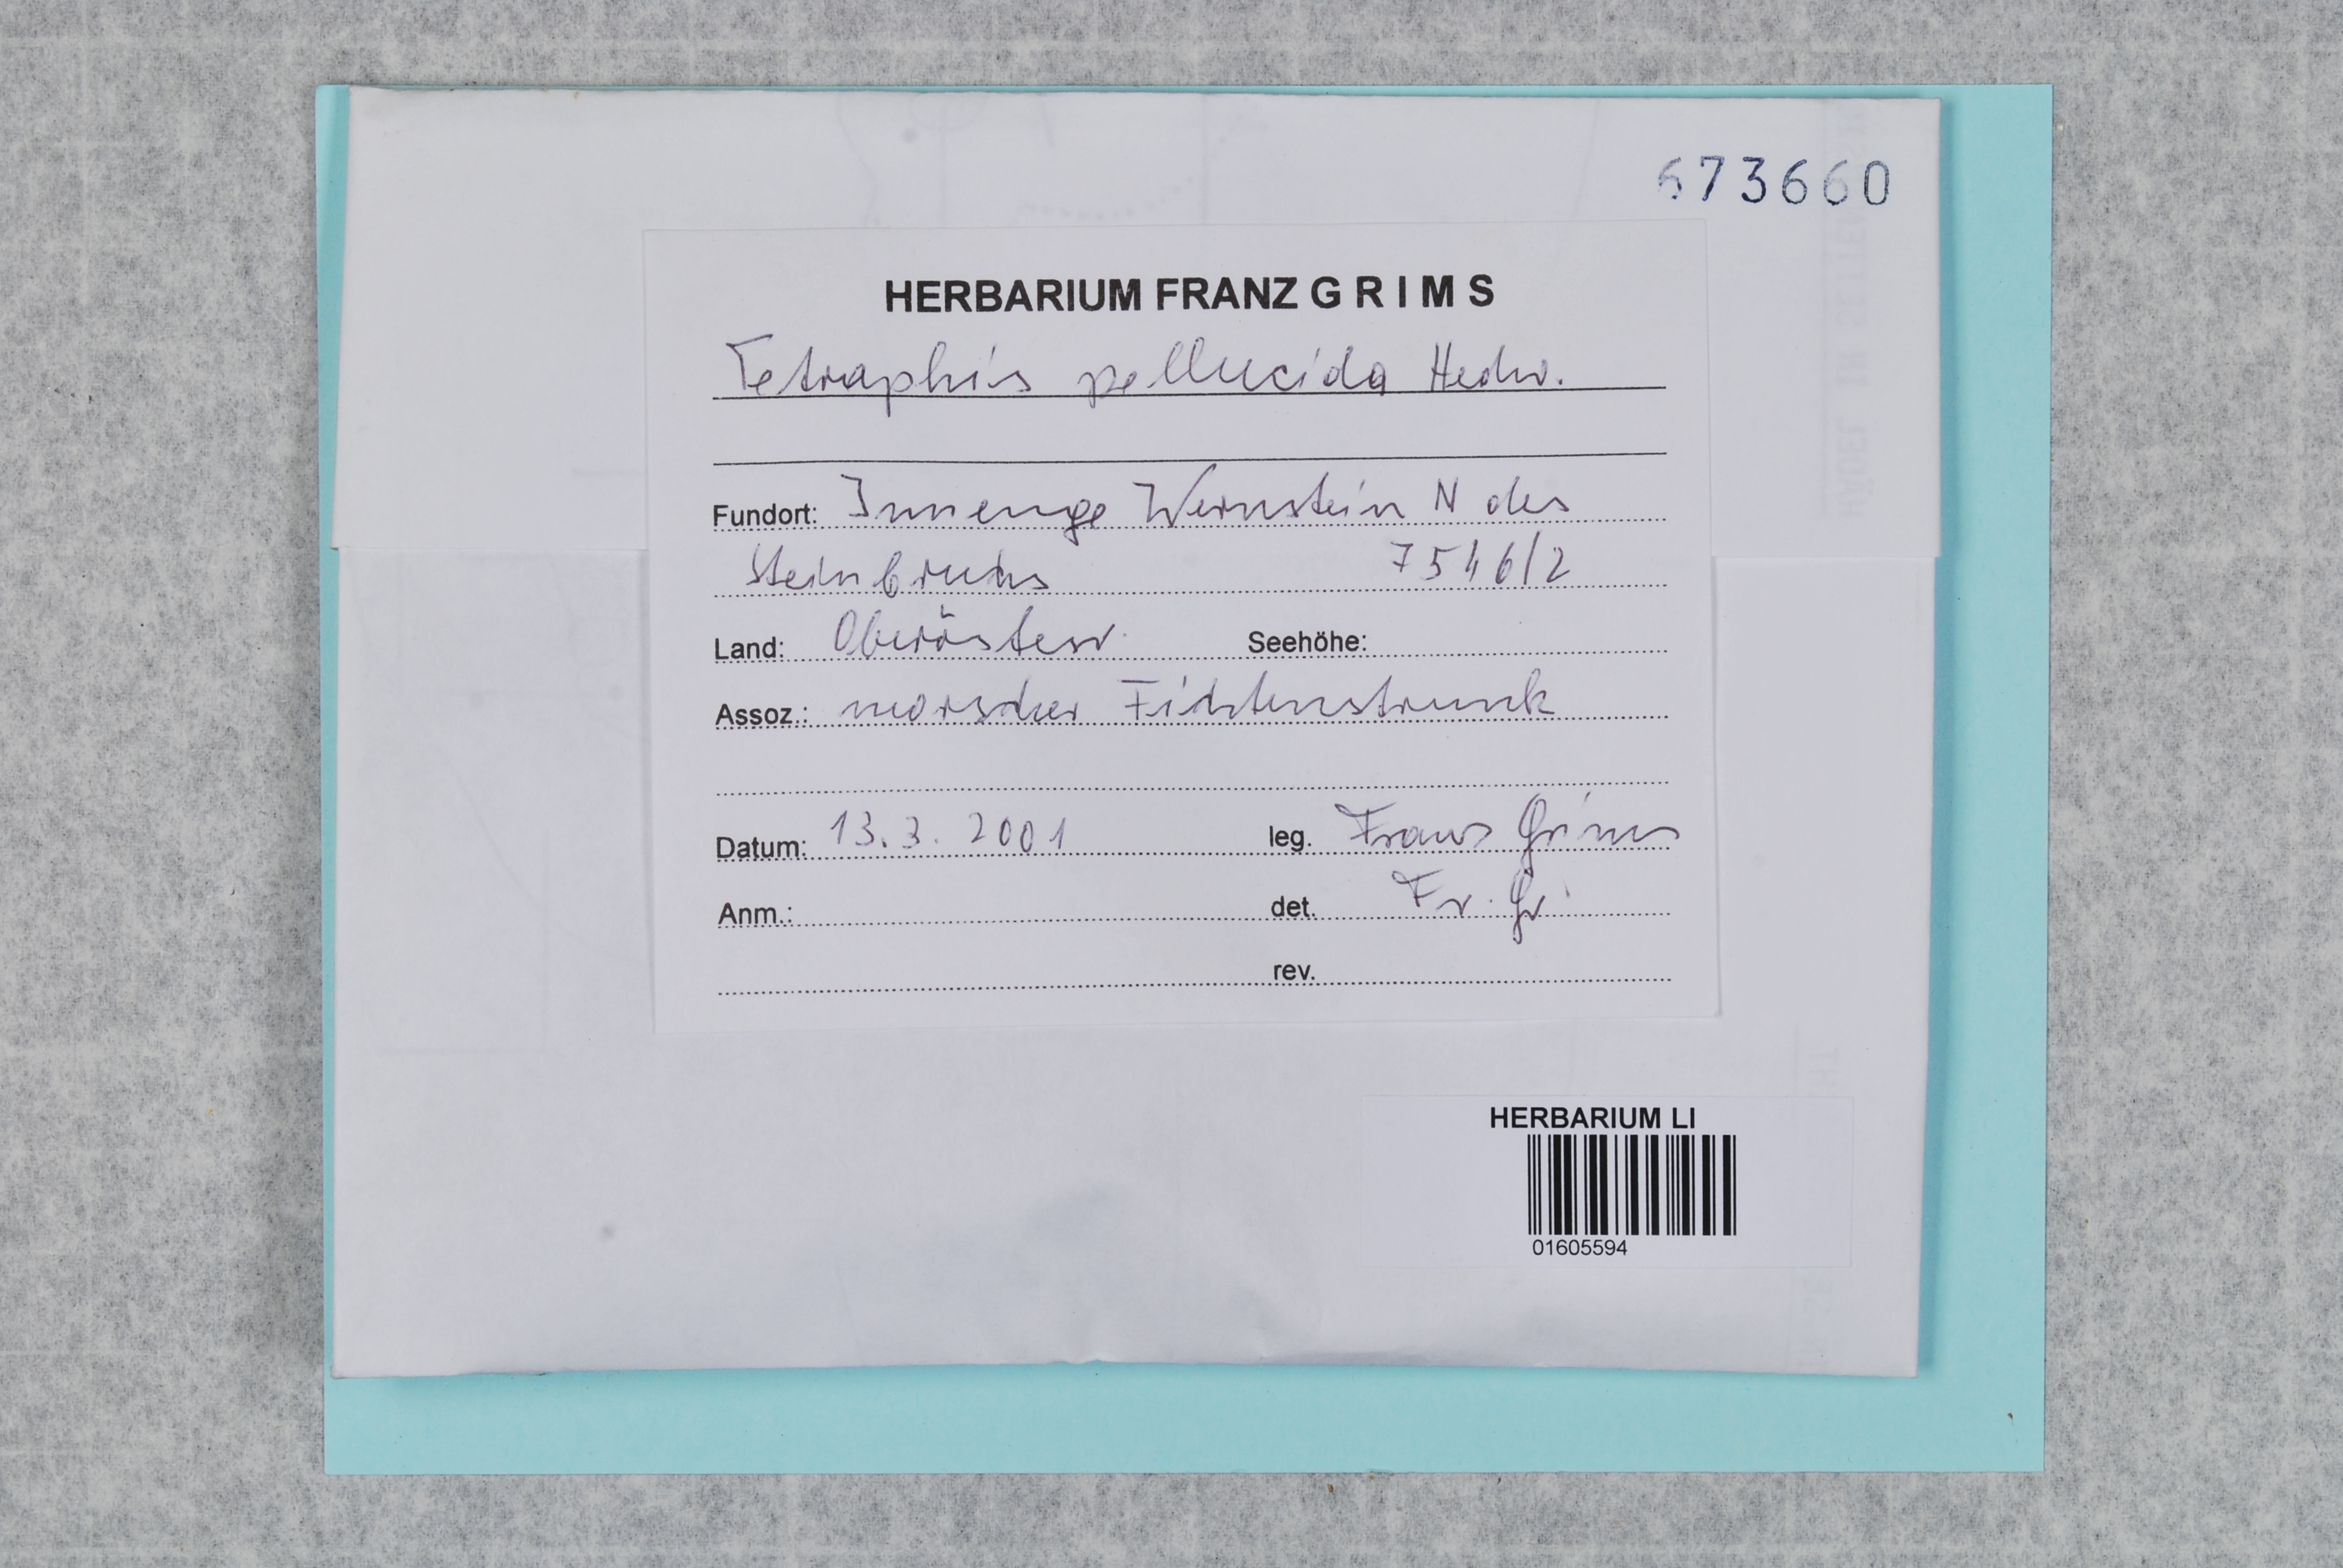 673660
HERBARIUM FRANZ G R I M S
Tetraphis pellucida Hedw.
Fundort: Innenge Wernstein N des
Steinbruchs 7546/2
Land: Oberösterr. Seehöhe:
Assoz.: morscher Fichtenstrunk
Datum: 13.3.2001 leg. Franz Grims
Anm.: det. Fr. Gr.
rev.
HERBARIUM LI
01605594